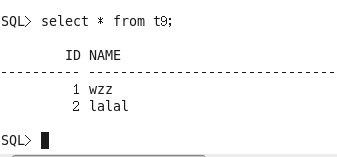 SQL> select * from t9;
        ID NAME
---------- -------------------------------
         1 wzz
         2 lalal
SQL>